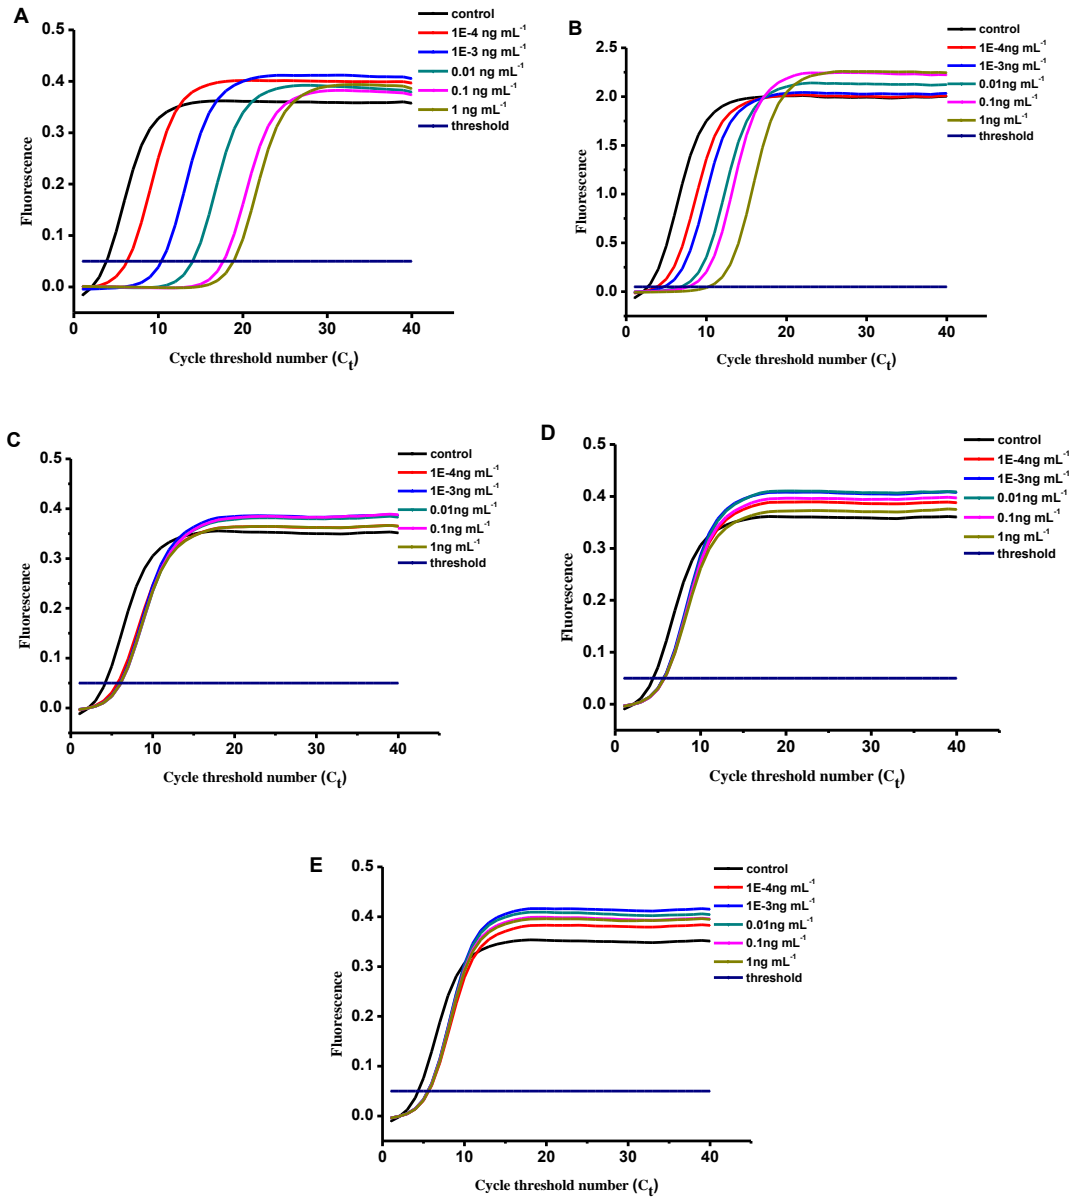 A
control
1E-4 ng mL-1
1E-3 ng mL-1
0.01 ng mL-1
0.1 ng mL-1
1 ng mL-1
threshold
0.5
0.4
0.3
0.2
0.1
0.0
Fluorescence
0 10 20 30 40
Cycle threshold number (Ct)
B
control
1E-4ng mL-1
1E-3ng mL-1
0.01ng mL-1
0.1ng mL-1
1ng mL-1
threshold
2.5
2.0
1.5
1.0
0.5
0.0
Fluorescence
0 10 20 30 40
Cycle threshold number (Ct)
C
control
1E-4ng mL-1
1E-3ng mL-1
0.01ng mL-1
0.1ng mL-1
1ng mL-1
threshold
0.5
0.4
0.3
0.2
0.1
0.0
Fluorescence
0 10 20 30 40
Cycle threshold number (Ct)
D
control
1E-4ng mL-1
1E-3ng mL-1
0.01ng mL-1
0.1ng mL-1
1ng mL-1
threshold
0.5
0.4
0.3
0.2
0.1
0.0
Fluorescence
0 10 20 30 40
Cycle threshold number (Ct)
E
control
1E-4ng mL-1
1E-3ng mL-1
0.01ng mL-1
0.1ng mL-1
1ng mL-1
threshold
0.5
0.4
0.3
0.2
0.1
0.0
Fluorescence
0 10 20 30 40
Cycle threshold number (Ct)